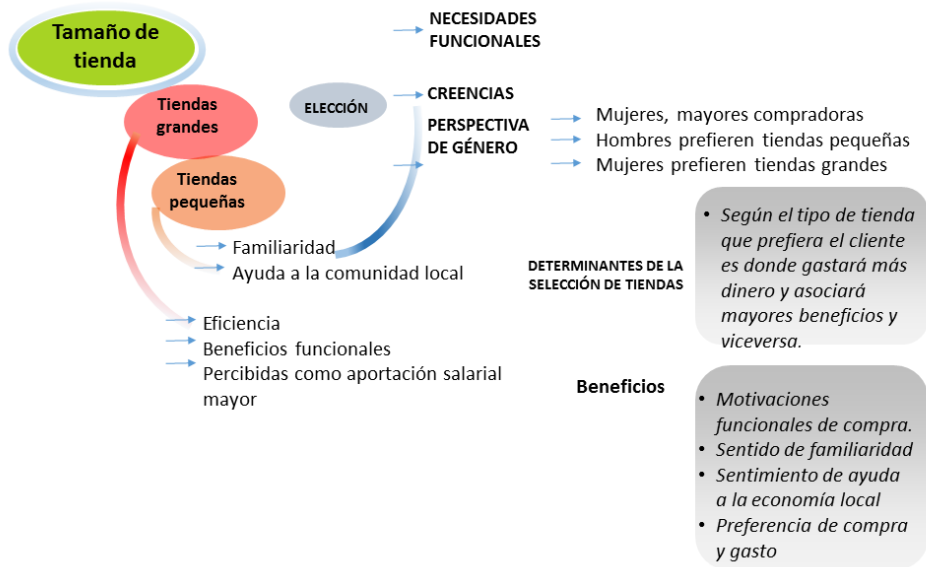 Tamaño de
tienda
Tiendas
grandes
Tiendas
pequeñas
Familiaridad
Ayuda a la comunidad local
Eficiencia
Beneficios funcionales
Percibidas como aportación salarial
mayor
ELECCIÓN
NECESIDADES
FUNCIONALES
CREENCIAS
PERSPECTIVA
DE GÉNERO
Mujeres, mayores compradoras
Hombres prefieren tiendas pequeñas
Mujeres prefieren tiendas grandes
DETERMINANTES DE LA
SELECCIÓN DE TIENDAS
• Según el tipo de tienda
que prefiera el cliente
es donde gastará más
dinero y asociará
mayores beneficios y
viceversa.
Beneficios
• Motivaciones
funcionales de compra.
• Sentido de familiaridad
• Sentimiento de ayuda
a la economía local
• Preferencia de compra
y gasto